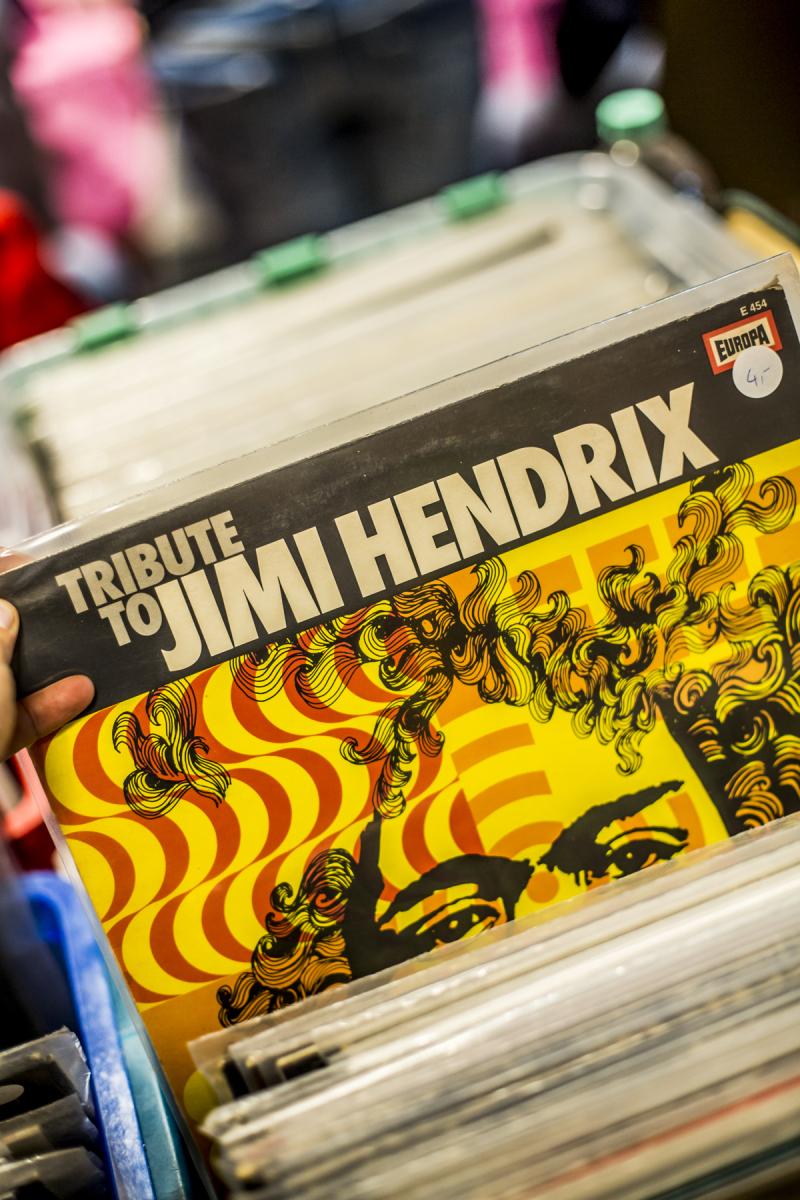 E 454
EUROPA
4,-
TRIBUTE
TO JIMI HENDRIX